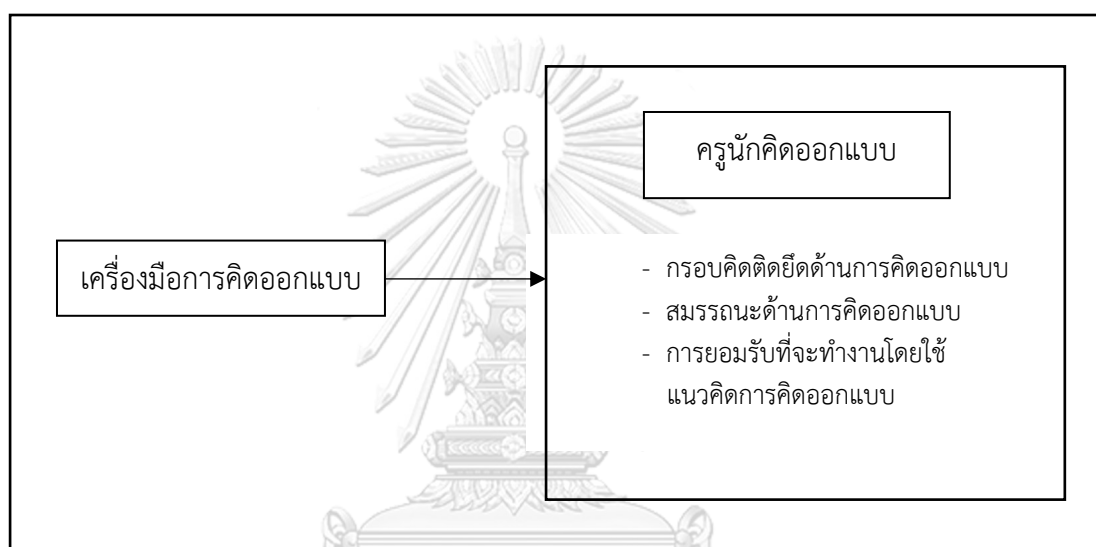 ครูนักคิดออกแบบ
เครื่องมือการคิดออกแบบ
- กรอบคิดติดยึดด้านการคิดออกแบบ
- สมรรถนะด้านการคิดออกแบบ
- การยอมรับที่จะทำงานโดยใช้
แนวคิดการคิดออกแบบ